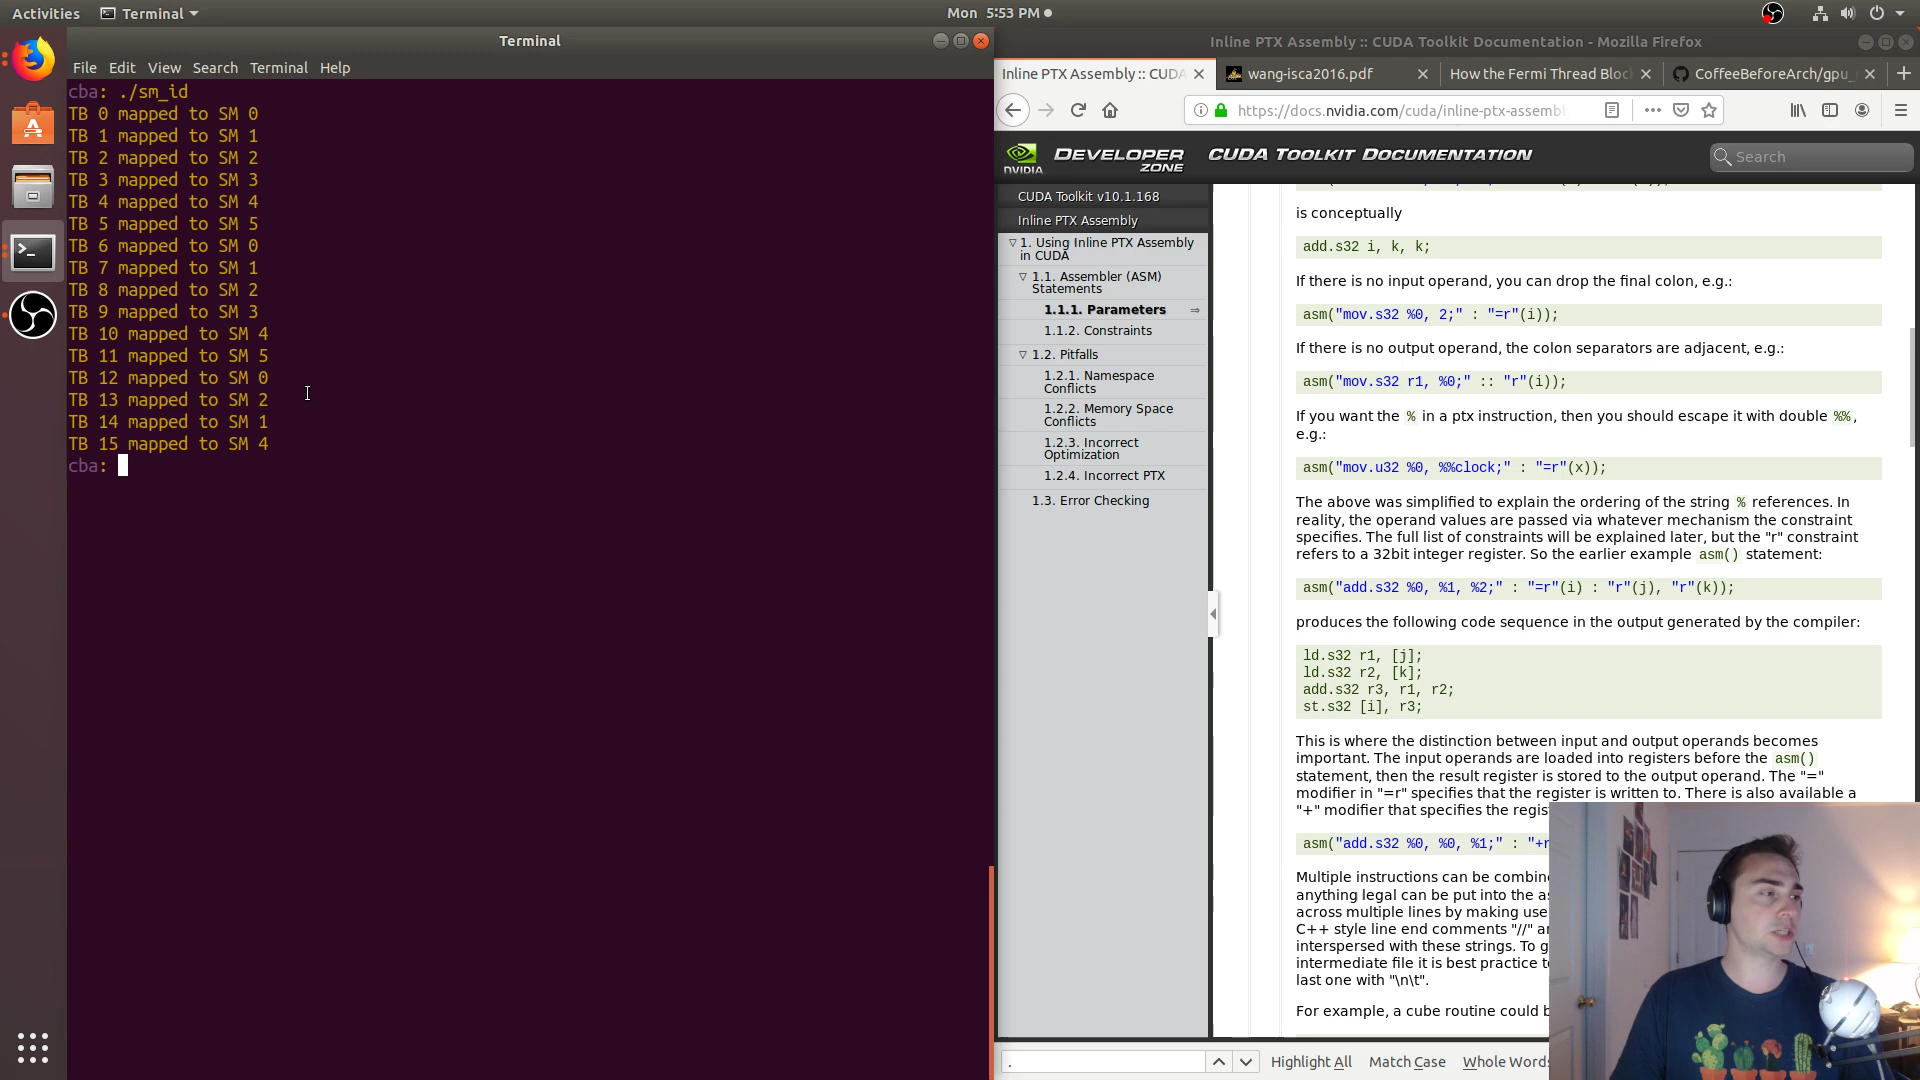 Activities
Terminal
Mon 5:53 PM
Terminal
File Edit View Search Terminal Help
cba: ./sm_id
TB 0 mapped to SM 0
TB 1 mapped to SM 1
TB 2 mapped to SM 2
TB 3 mapped to SM 3
TB 4 mapped to SM 4
TB 5 mapped to SM 5
TB 6 mapped to SM 0
TB 7 mapped to SM 1
TB 8 mapped to SM 2
TB 9 mapped to SM 3
TB 10 mapped to SM 4
TB 11 mapped to SM 5
TB 12 mapped to SM 0
TB 13 mapped to SM 2
TB 14 mapped to SM 1
TB 15 mapped to SM 4
cba:
Inline PTX Assembly :: CUDA Toolkit Documentation - Mozilla Firefox
Inline PTX Assembly :: CUDA
wang-isca2016.pdf
How the Fermi Thread Bloc
CoffeeBeforeArch/gpu_
https://docs.nvidia.com/cuda/inline-ptx-assembl
NVIDIA
DEVELOPER ZONE
CUDA TOOLKIT DOCUMENTATION
Search
CUDA Toolkit v10.1.168
Inline PTX Assembly
1. Using Inline PTX Assembly
in CUDA
1.1. Assembler (ASM)
Statements
1.1.1. Parameters
1.1.2. Constraints
1.2. Pitfalls
1.2.1. Namespace
Conflicts
1.2.2. Memory Space
Conflicts
1.2.3. Incorrect
Optimization
1.2.4. Incorrect PTX
1.3. Error Checking
is conceptually
add.s32 i, k, k;
If there is no input operand, you can drop the final colon, e.g.:
asm("mov.s32 %0, 2;" : "=r"(i));
If there is no output operand, the colon separators are adjacent, e.g.:
asm("mov.s32 r1, %0;" :: "r"(i));
If you want the % in a ptx instruction, then you should escape it with double %%,
e.g.:
asm("mov.u32 %0, %%clock;" : "=r"(x));
The above was simplified to explain the ordering of the string % references. In
reality, the operand values are passed via whatever mechanism the constraint
specifies. The full list of constraints will be explained later, but the "r" constraint
refers to a 32bit integer register. So the earlier example asm() statement:
asm("add.s32 %0, %1, %2;" : "=r"(i) : "r"(j), "r"(k));
produces the following code sequence in the output generated by the compiler:
ld.s32 r1, [j];
ld.s32 r2, [k];
add.s32 r3, r1, r2;
st.s32 [i], r3;
This is where the distinction between input and output operands becomes
important. The input operands are loaded into registers before the asm()
statement, then the result register is stored to the output operand. The "="
modifier in "=r" specifies that the register is written to. There is also available a
"+" modifier that specifies the regis
asm("add.s32 %0, %0, %1;" : "+r
Multiple instructions can be combin
anything legal can be put into the as
across multiple lines by making use
C++ style line end comments "//" a
interspersed with these strings. To g
intermediate file it is best practice t
last one with "\n\t".
For example, a cube routine could b
.
Highlight All Match Case Whole Words